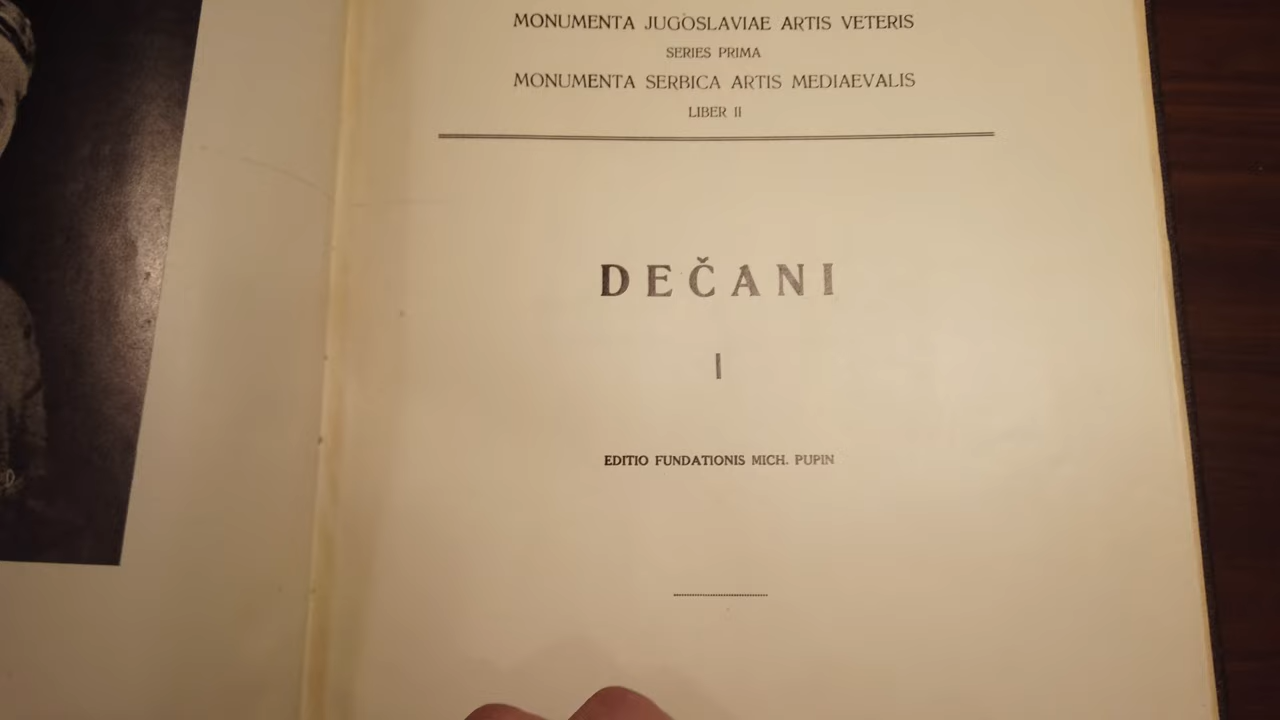 MONUMENTA JUGOSLAVIAE ARTIS VETERIS
SERIES PRIMA
MONUMENTA SERBICA ARTIS MEDIAEVALIS
LIBER II
DEČANI
I
EDITIO FUNDATIONIS MICH. PUPIN